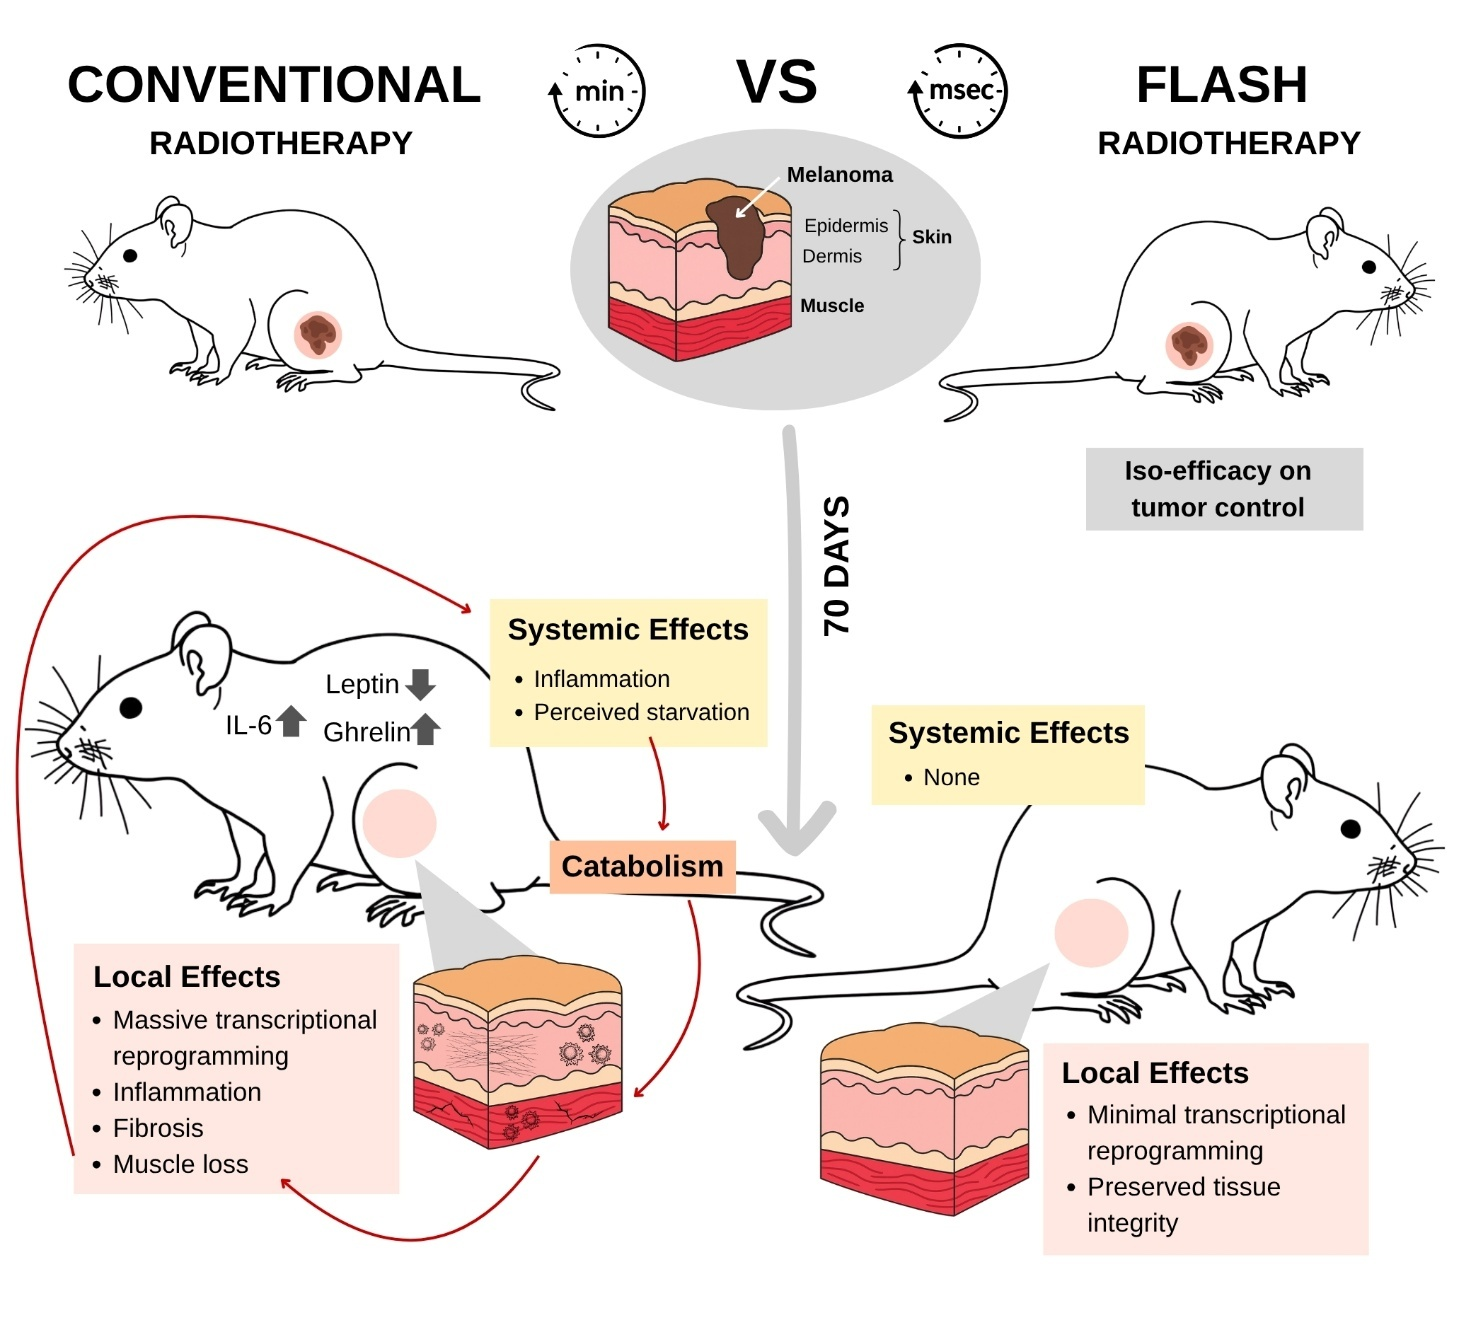 CONVENTIONAL
RADIOTHERAPY
min
VS
msec
FLASH
RADIOTHERAPY
Melanoma
Epidermis
Dermis
Skin
Muscle
Iso-efficacy on
tumor control
70 DAYS
Leptin
IL-6
Ghrelin
Systemic Effects
• Inflammation
• Perceived starvation
Catabolism
Local Effects
• Massive transcriptional
reprogramming
• Inflammation
• Fibrosis
• Muscle loss
Systemic Effects
• None
Local Effects
• Minimal transcriptional
reprogramming
• Preserved tissue
integrity